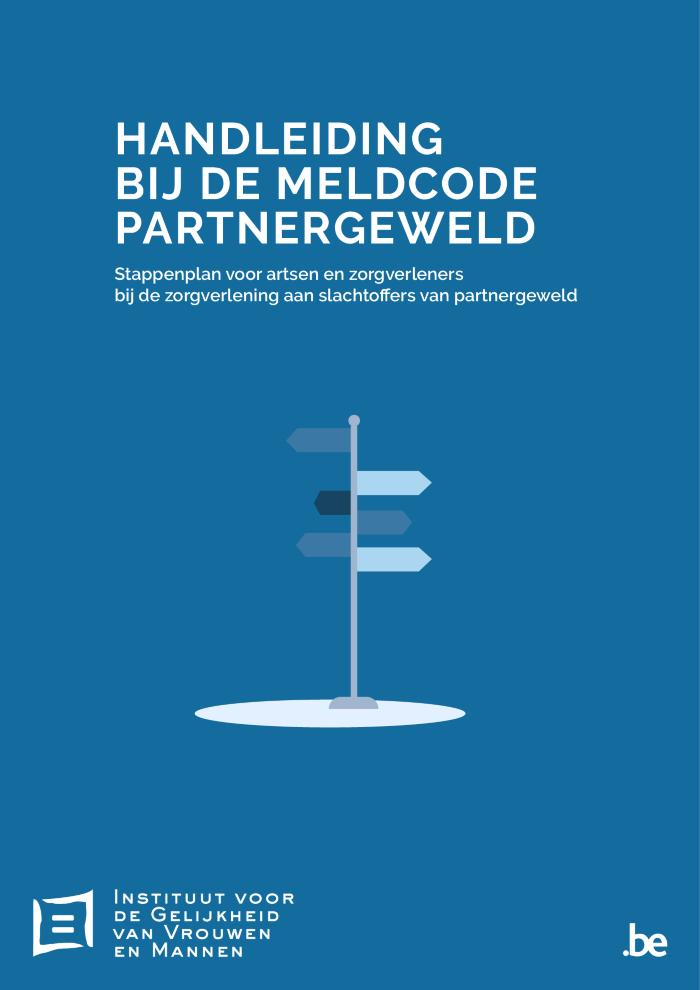 HANDLEIDING
BIJ DE MELDCODE
PARTNERGEWELD
Stappenplan voor artsen en zorgverleners
bij de zorgverlening aan slachtoffers van partnergeweld
INSTITUUT VOOR
DE GELIJKHEID
VAN VROUWEN
EN MANNEN
.be